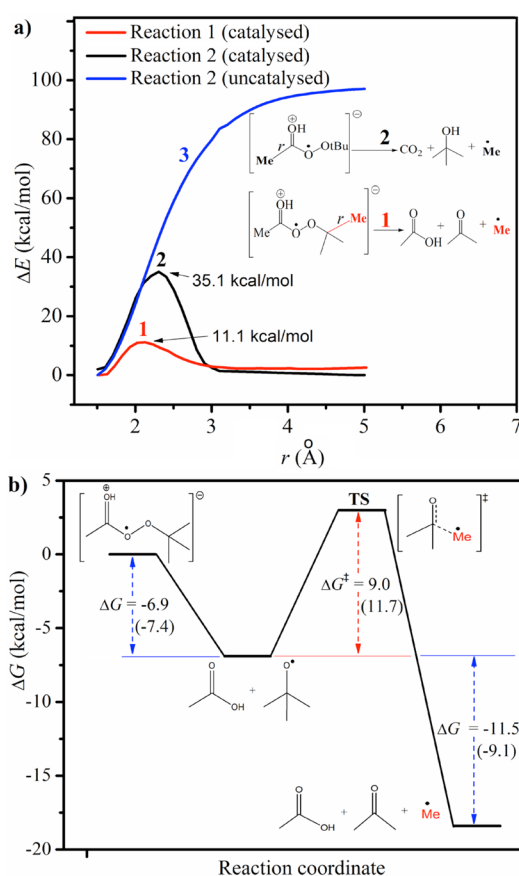 a)
Reaction 1 (catalysed)
Reaction 2 (catalysed)
Reaction 2 (uncatalysed)
100
80
60
40
20
0
ΔE (kcal/mol)
3
2
35.1 kcal/mol
1
11.1 kcal/mol
⊕
OH
r
Me
O
O
OtBu
⊖
2
CO2 + OH + Me
⊕
OH
Me
O
O
r
Me
⊖
1
O
OH
+
O
+ Me
1 2 3 4 5 6 7
r (Å)
b)
5
0
-5
-10
-15
-20
ΔG (kcal/mol)
⊕
OH
O
O
⊖
TS
O
Me
‡
ΔG = -6.9
(-7.4)
ΔG‡ = 9.0
(11.7)
O
OH
+
O
ΔG = -11.5
(-9.1)
O
OH
+
O
+ Me
Reaction coordinate